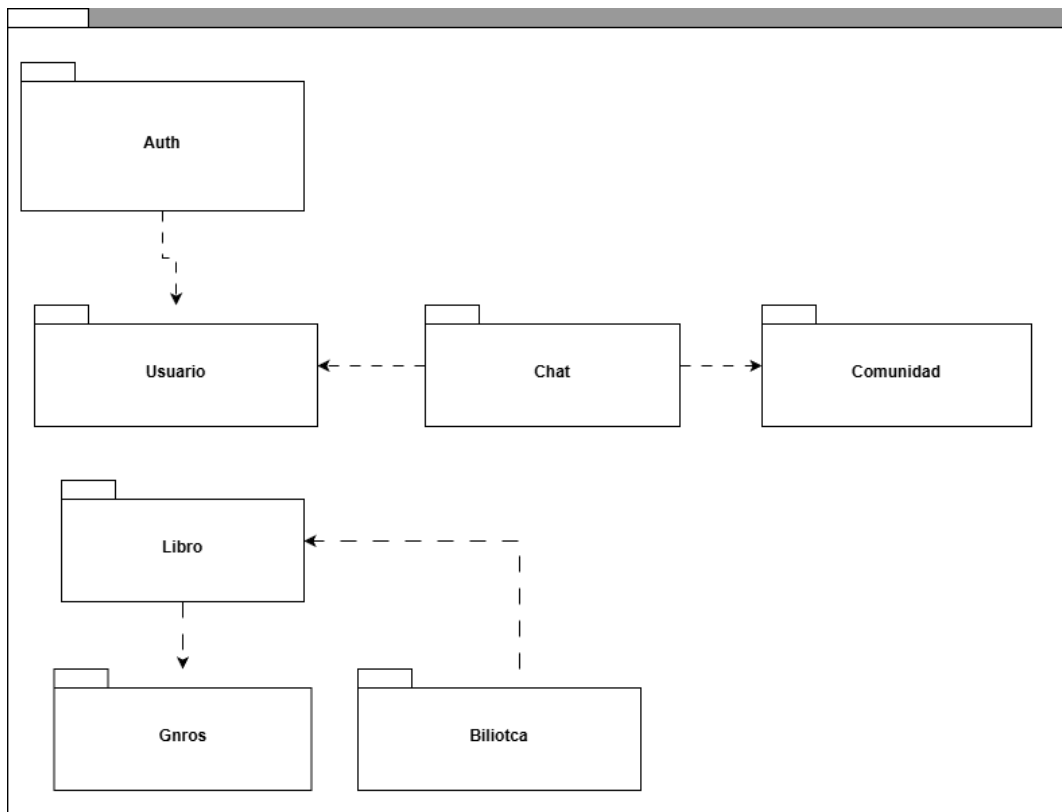 Auth
Usuario
Chat
Comunidad
Libro
Gnros
Biliotca